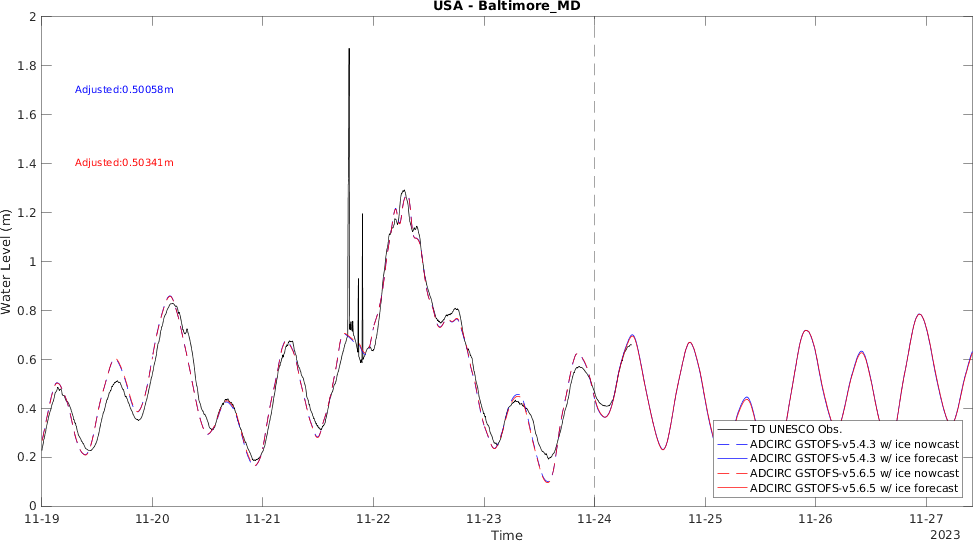 USA - Baltimore_MD
2
1.8
Adjusted:0.50058m
1.6
1.4
Adjusted:0.50341m
1.2
1
0.8
0.6
0.4
0.2
0
Water Level (m)
TD UNESCO Obs.
ADCIRC GSTOFS-v5.4.3 w/ ice nowcast
ADCIRC GSTOFS-v5.4.3 w/ ice forecast
ADCIRC GSTOFS-v5.6.5 w/ ice nowcast
ADCIRC GSTOFS-v5.6.5 w/ ice forecast
11-19 11-20 11-21 11-22 11-23 11-24 11-25 11-26 11-27
Time
2023